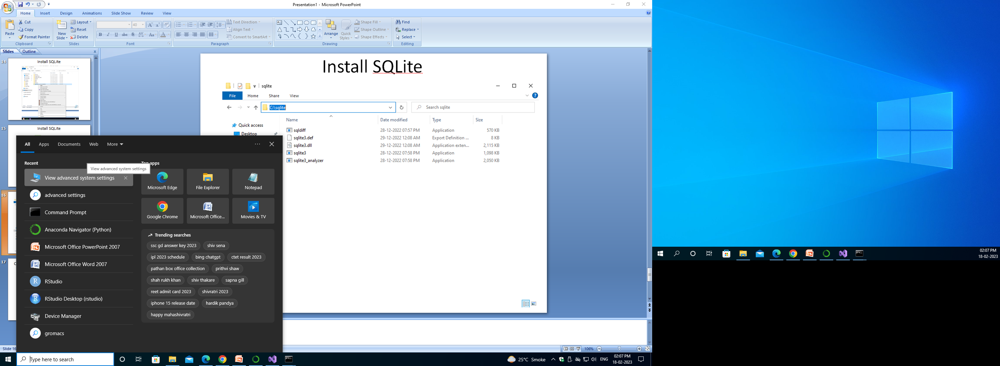 Presentation1 - Microsoft PowerPoint
Home Insert Design Animations Slide Show Review View
Paste
Cut
Copy
Format Painter
Clipboard
New Slide
Layout
Reset
Delete
Slides
40
Font
Text Direction
Align Text
Convert to SmartArt
Paragraph
Arrange
Quick Styles
Shape Fill
Shape Outline
Shape Effects
Drawing
Find
Replace
Select
Editing
Slides Outline
14
Install SQLite
15
Install SQLite
16
17
Install SQLite
sqlite
File Home Share View
C:\sqlite
Search sqlite
Name Date modified Type Size
Quick access
Desktop
sqldiff 28-12-2022 07:57 PM Application 570 KB
sqlite3.def 29-12-2022 12:08 AM Export Definition ... 8 KB
sqlite3.dll 29-12-2022 12:08 AM Application exten... 2,115 KB
sqlite3 28-12-2022 07:58 PM Application 1,098 KB
sqlite3_analyzer 28-12-2022 07:58 PM Application 2,050 KB
All Apps Documents Web More
Recent
View advanced system settings
View advanced system settings
advanced settings
Command Prompt
Anaconda Navigator (Python)
Microsoft Office PowerPoint 2007
Microsoft Office Word 2007
RStudio
RStudio Desktop (rstudio)
Device Manager
gromacs
Top apps
Microsoft Edge
File Explorer
Notepad
Google Chrome
Microsoft Office...
Movies & TV
Trending searches
ssc gd answer key 2023 shiv sena
ipl 2023 schedule bing chatgpt ctet result 2023
pathan box office collection prithvi shaw
shah rukh khan shiv thakare sapna gill
reet admit card 2023 shivratri 2023
iphone 15 release date hardik pandya
happy mahashivratri
Slide 16
106%
Type here to search
25°C Smoke
ENG
02:07 PM
18-02-2023
02:07 PM
18-02-2023